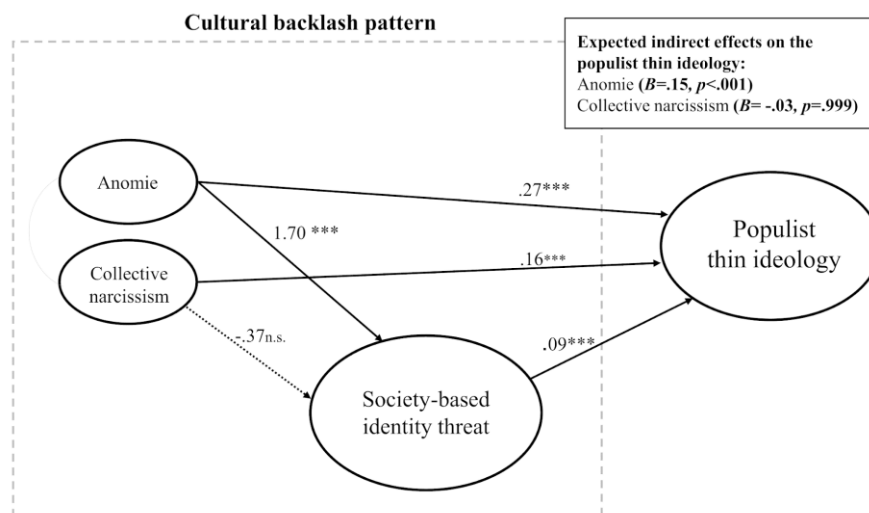 Cultural backlash pattern
Expected indirect effects on the
populist thin ideology:
Anomie (B=.15, p<.001)
Collective narcissism (B= -.03, p=.999)
Anomie
.27***
1.70 ***
Populist
thin ideology
Collective
narcissism
.16***
-.37n.s.
.09***
Society-based
identity threat